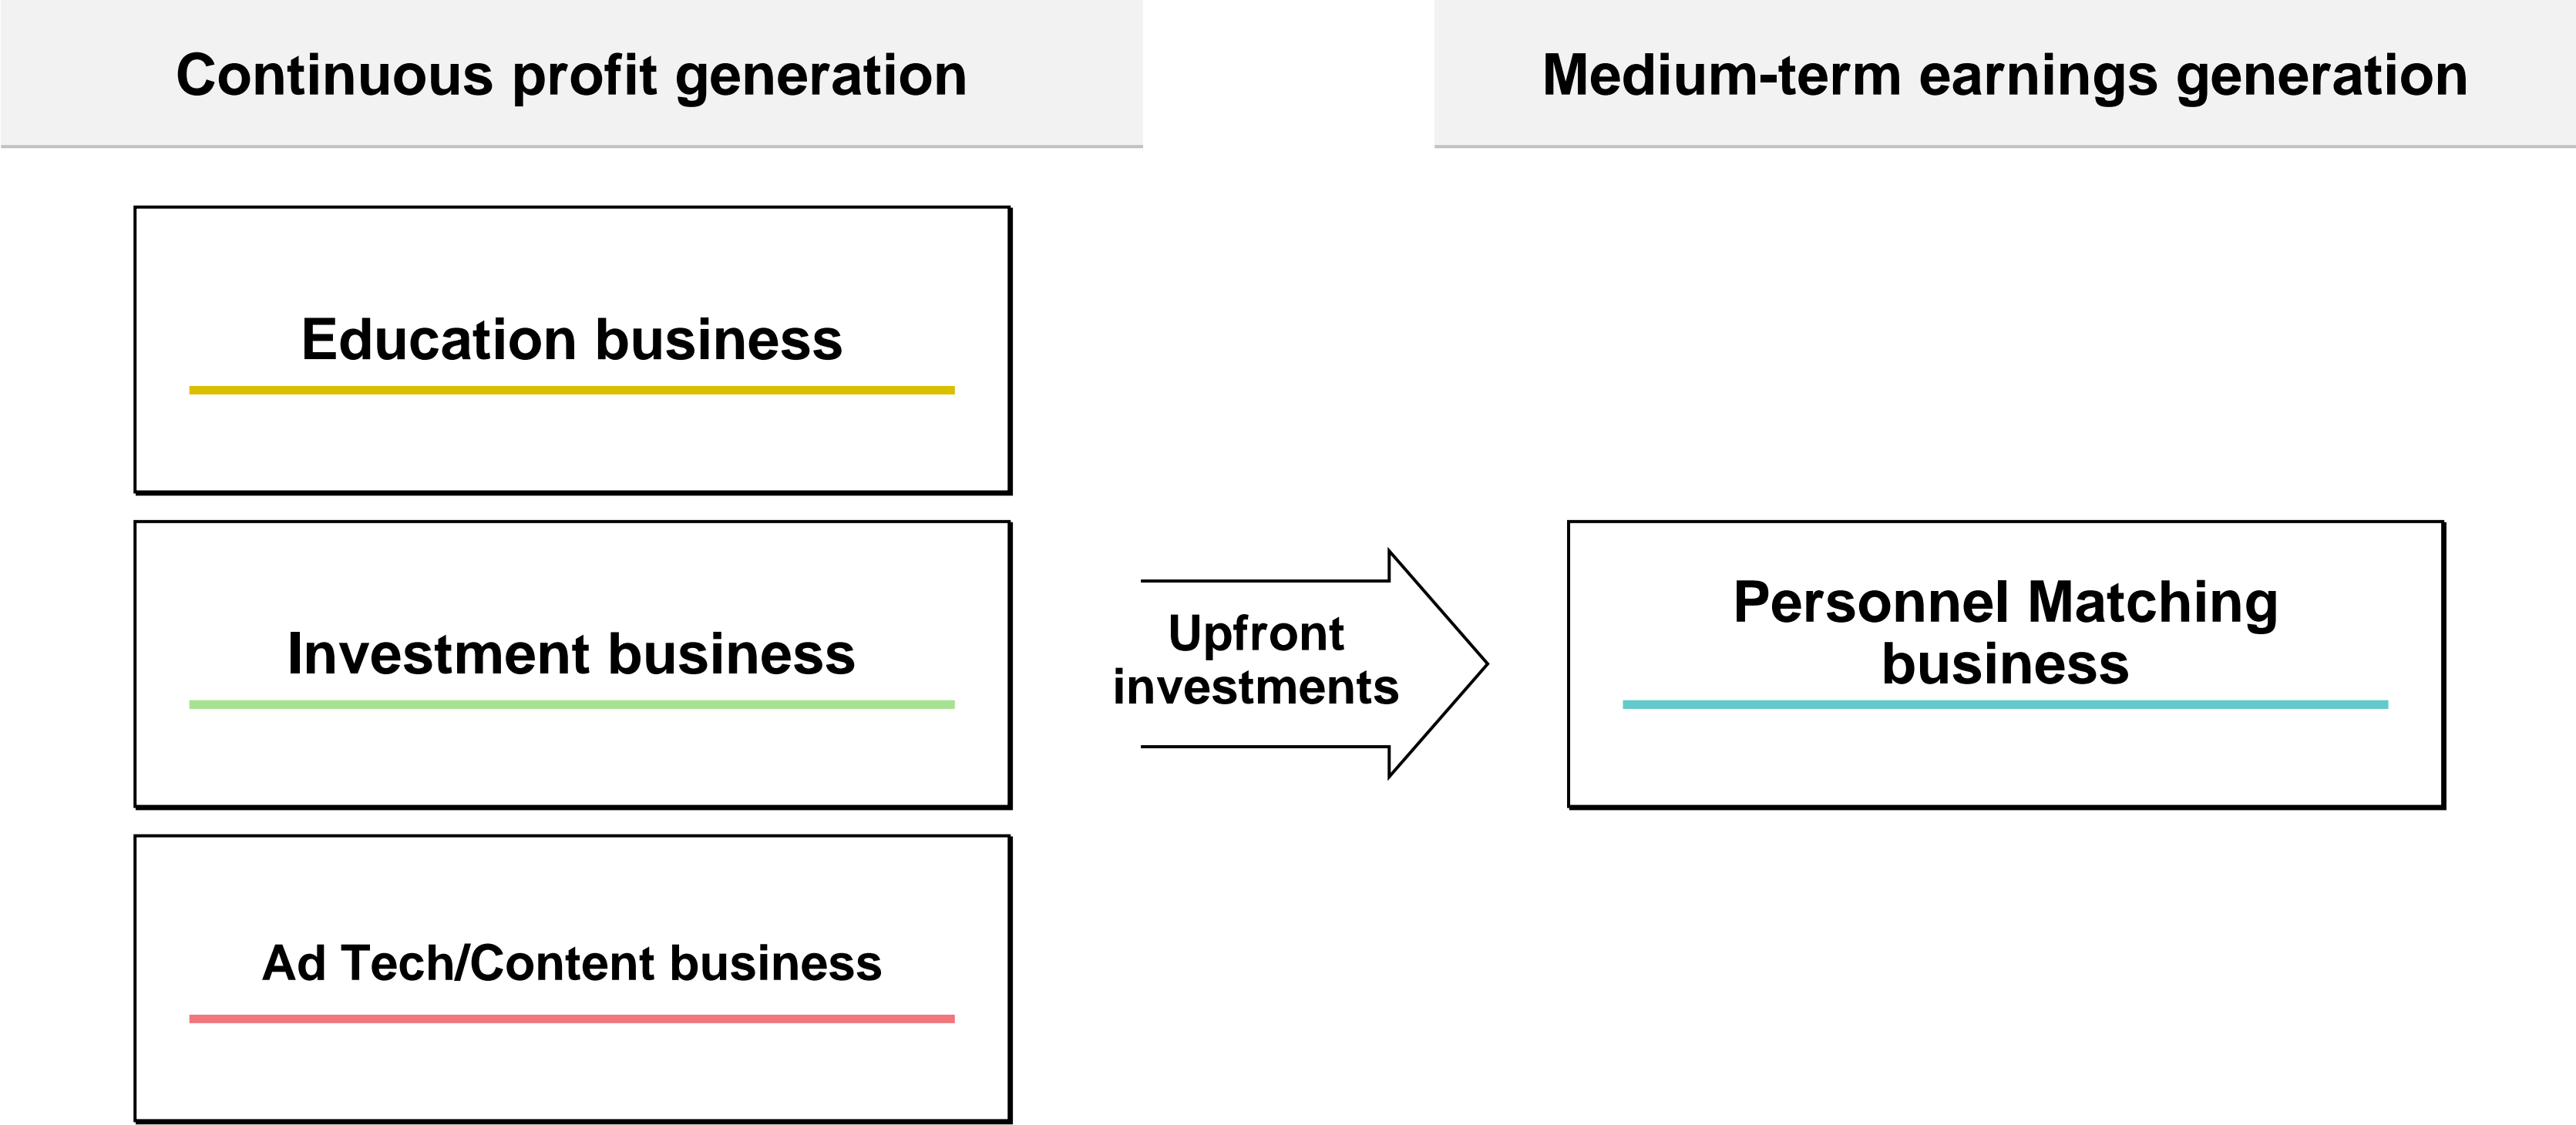 Continuous profit generation
Medium-term earnings generation
Education business
Investment business
Ad Tech/Content business
Upfront
investments
Personnel Matching
business